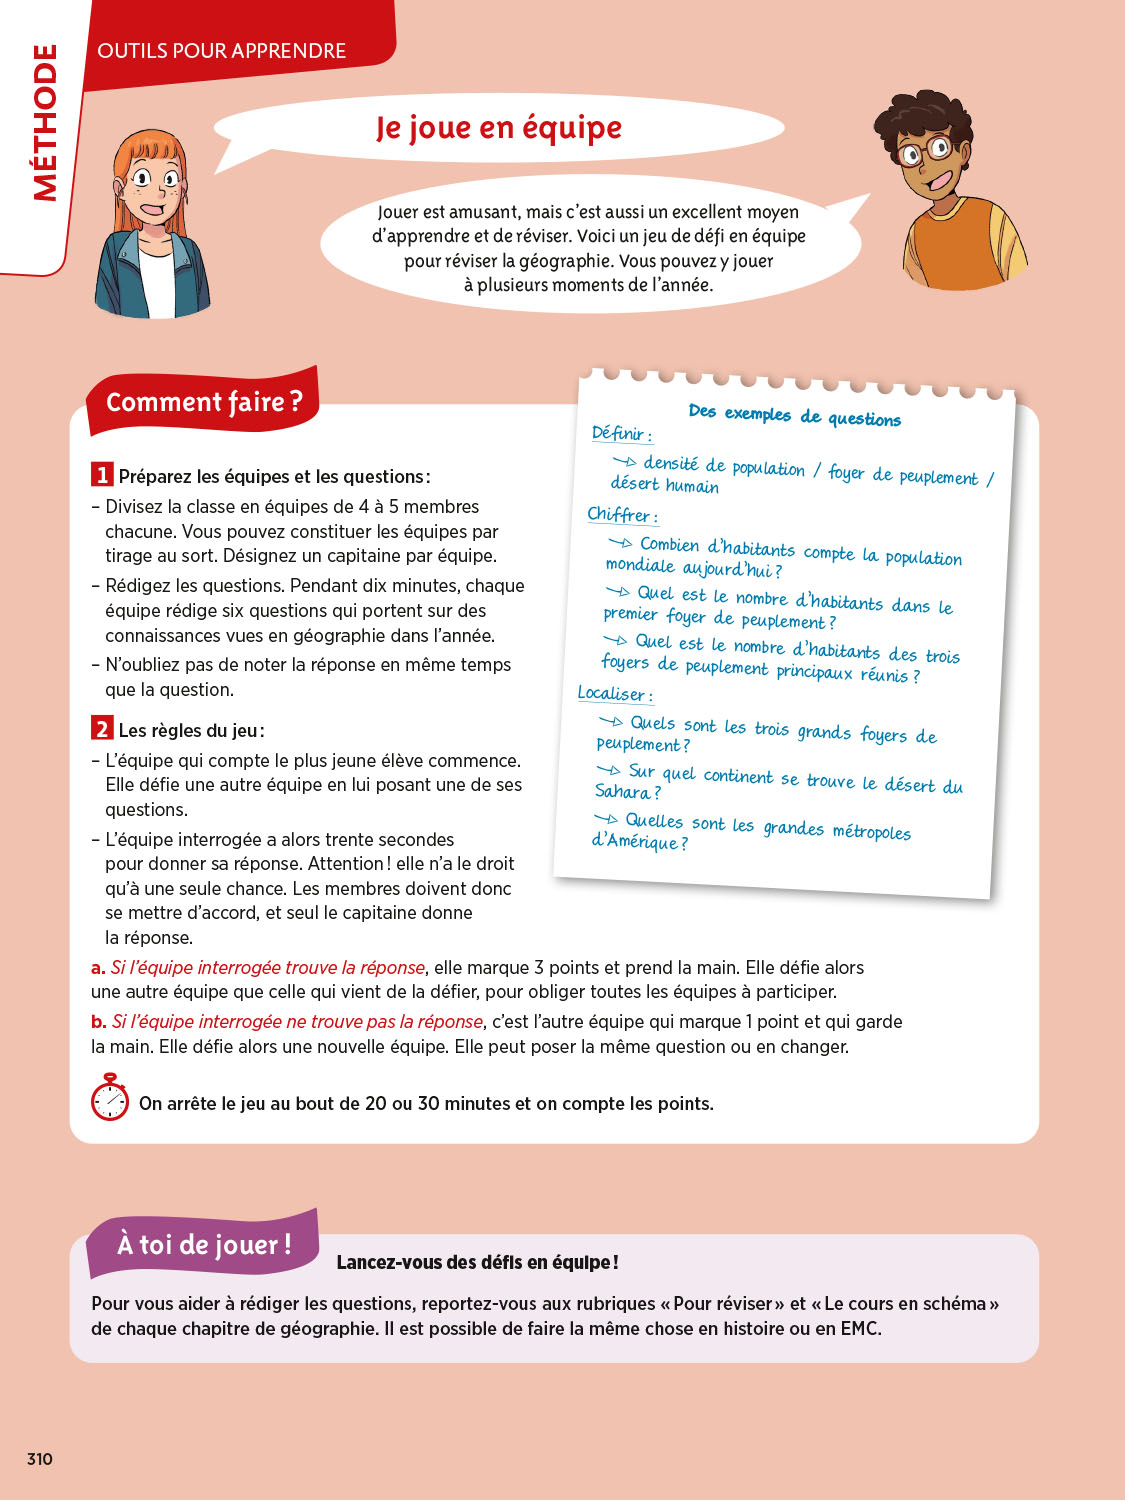 MÉTHODE
OUTILS POUR APPRENDRE
Je joue en équipe
Jouer est amusant, mais c'est aussi un excellent moyen
d'apprendre et de réviser. Voici un jeu de défi en équipe
pour réviser la géographie. Vous pouvez y jouer
à plusieurs moments de l'année.
Comment faire ?
1 Préparez les équipes et les questions :
– Divisez la classe en équipes de 4 à 5 membres
chacune. Vous pouvez constituer les équipes par
tirage au sort. Désignez un capitaine par équipe.
– Rédigez les questions. Pendant dix minutes, chaque
équipe rédige six questions qui portent sur des
connaissances vues en géographie dans l'année.
– N'oubliez pas de noter la réponse en même temps
que la question.
2 Les règles du jeu :
– L'équipe qui compte le plus jeune élève commence.
Elle défie une autre équipe en lui posant une de ses
questions.
– L'équipe interrogée a alors trente secondes
pour donner sa réponse. Attention ! elle n'a le droit
qu'à une seule chance. Les membres doivent donc
se mettre d'accord, et seul le capitaine donne
la réponse.
a. Si l'équipe interrogée trouve la réponse, elle marque 3 points et prend la main. Elle défie alors
une autre équipe que celle qui vient de la défier, pour obliger toutes les équipes à participer.
b. Si l'équipe interrogée ne trouve pas la réponse, c'est l'autre équipe qui marque 1 point et qui garde
la main. Elle défie alors une nouvelle équipe. Elle peut poser la même question ou en changer.
On arrête le jeu au bout de 20 ou 30 minutes et on compte les points.
Des exemples de questions
Définir :
densité de population / foyer de peuplement /
désert humain
Chiffrer :
Combien d'habitants compte la population
mondiale aujourd'hui ?
Quel est le nombre d'habitants dans le
premier foyer de peuplement ?
Quel est le nombre d'habitants des trois
foyers de peuplement principaux réunis ?
Localiser :
Quels sont les trois grands foyers de
peuplement ?
Sur quel continent se trouve le désert du
Sahara ?
Quelles sont les grandes métropoles
d'Amérique ?
À toi de jouer !
Lancez-vous des défis en équipe !
Pour vous aider à rédiger les questions, reportez-vous aux rubriques « Pour réviser » et « Le cours en schéma »
de chaque chapitre de géographie. Il est possible de faire la même chose en histoire ou en EMC.
310